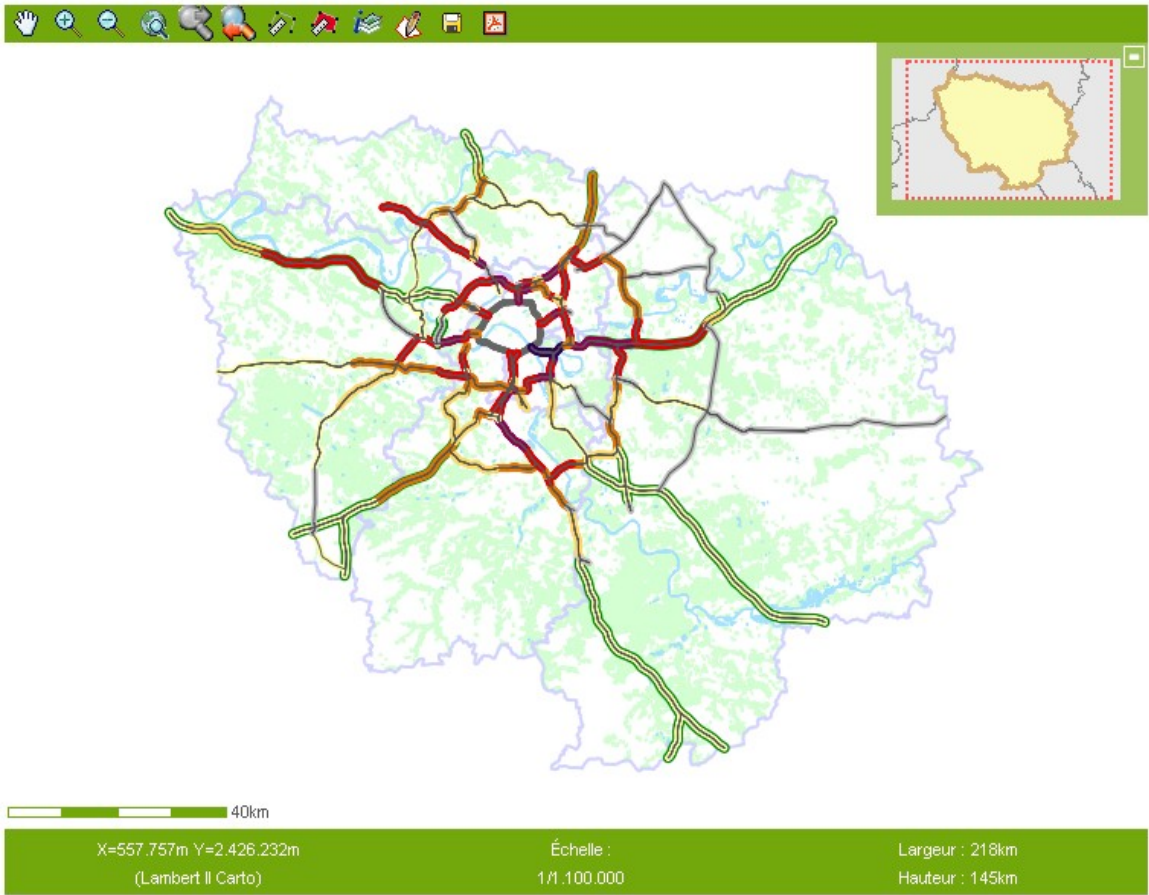 40km
X=557.757m Y=2.426.232m
(Lambert II Carto)
Échelle :
1/1.100.000
Largeur : 218km
Hauteur : 145km